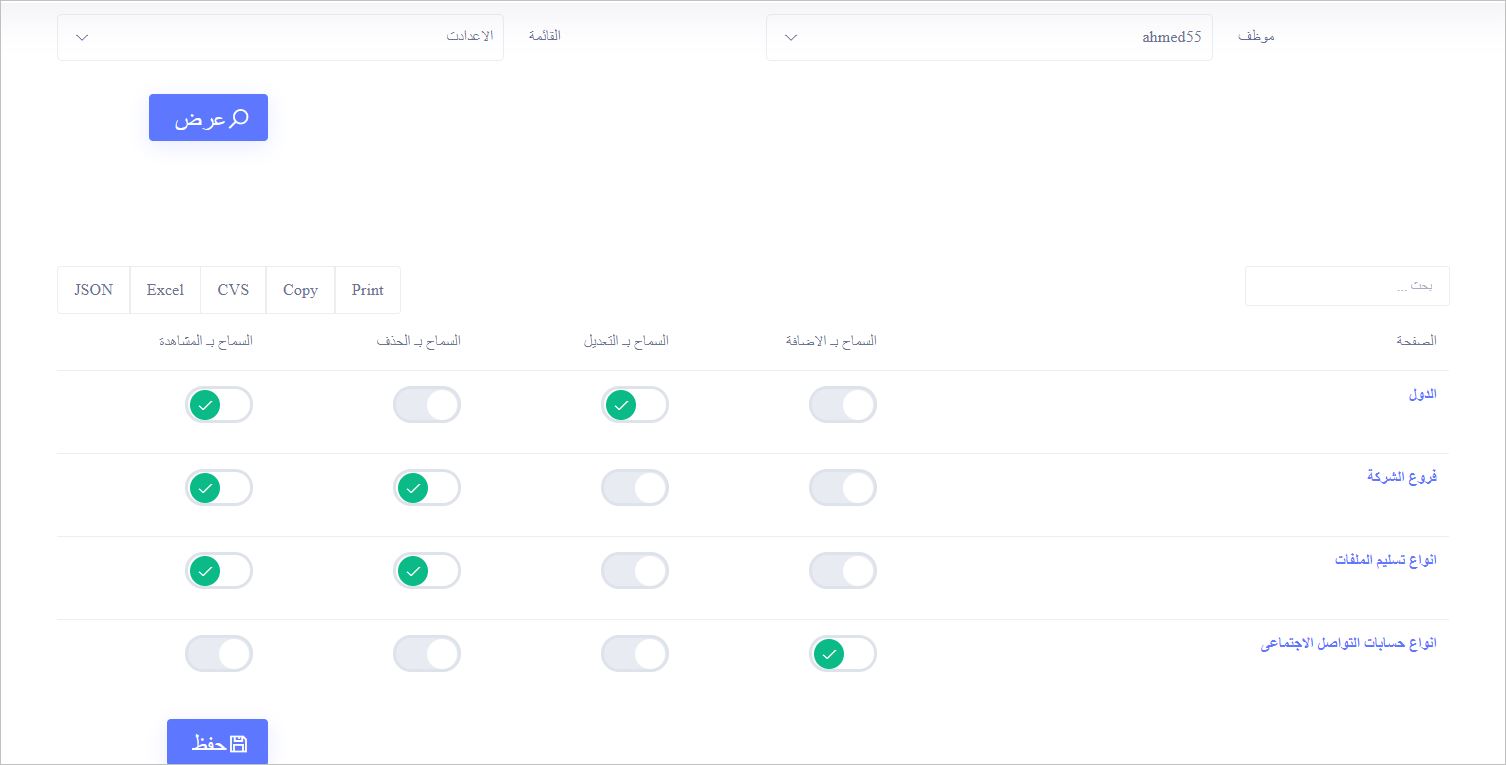 موظف
ahmed55
القائمة
الاعدادت
عرض
بحث ...
JSON
Excel
CVS
Copy
Print
الصفحة
السماح بـ الاضافة
السماح بـ التعديل
السماح بـ الحذف
السماح بـ المشاهدة
الدول
فروع الشركة
انواع تسليم الملفات
انواع حسابات التواصل الاجتماعى
حفظ